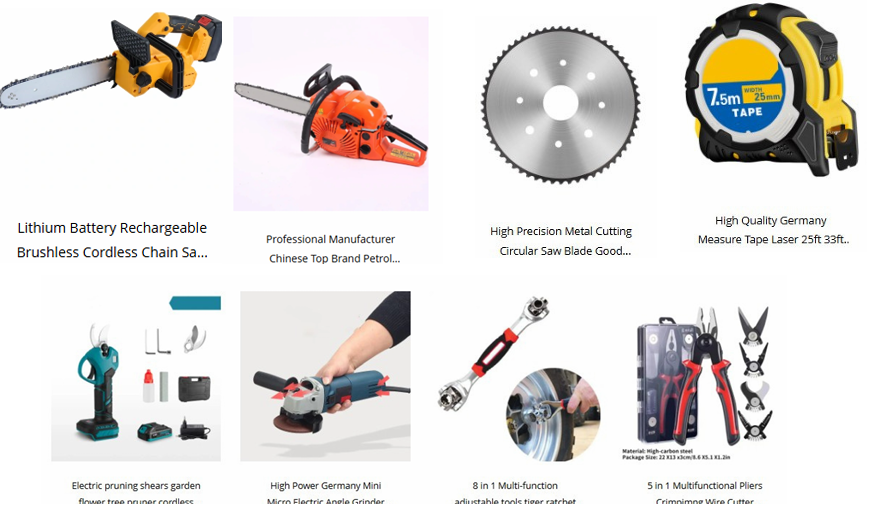 7.5m
WIDTH
25mm
TAPE
Lithium Battery Rechargeable
Brushless Cordless Chain Sa...
Professional Manufacturer
Chinese Top Brand Petrol...
High Precision Metal Cutting
Circular Saw Blade Good...
High Quality Germany
Measure Tape Laser 25ft 33ft..
Material: High-carbon steel
Package Size: 22 X13 x3cm/8.6 X5.1 X1.2in
Electric pruning shears garden
flower tree pruner cordless
High Power Germany Mini
Micro Electric Angle Grinder
8 in 1 Multi-function
adjustable tools tiger ratchet
5 in 1 Multifunctional Pliers
Crimpimng Wire Cutter